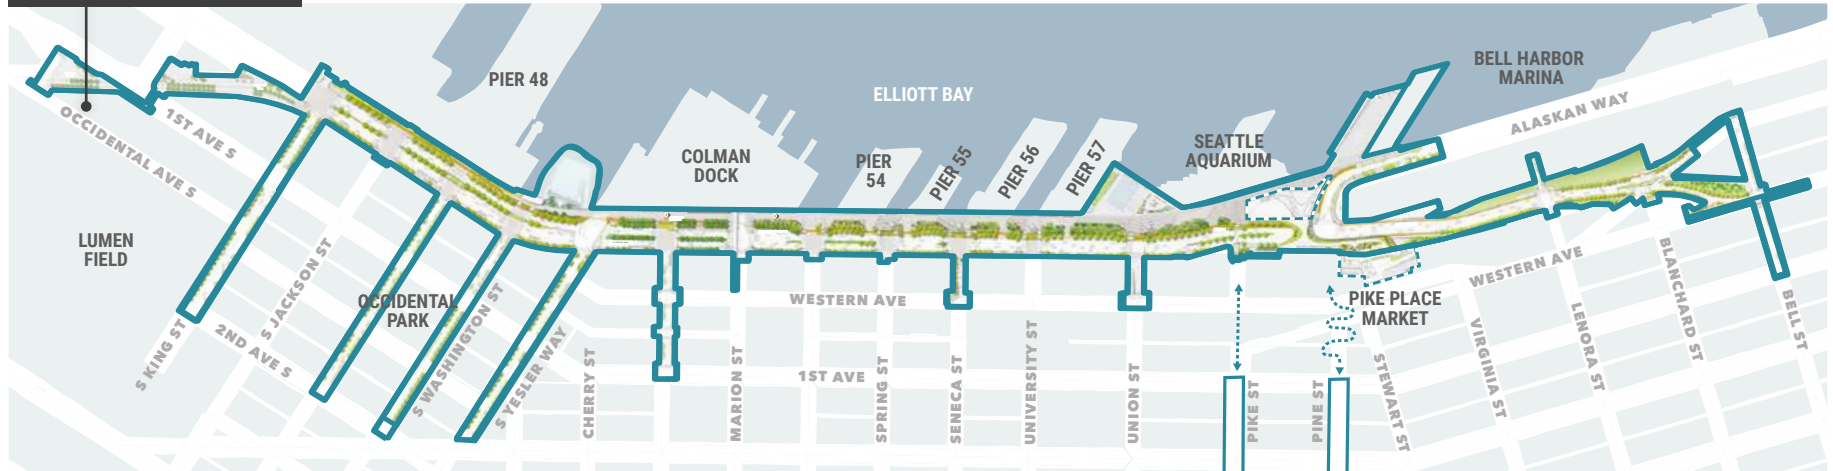 PIER 48
ELLIOTT BAY
BELL HARBOR
MARINA
ALASKAN WAY
OCCIDENTAL AVE S
1ST AVE S
COLMAN
DOCK
PIER
54
PIER 55
PIER 56
PIER 57
SEATTLE
AQUARIUM
LUMEN
FIELD
S JACKSON ST
OCCIDENTAL
PARK
S WASHINGTON ST
S KING ST
2ND AVE S
S YESLER WAY
CHERRY ST
WESTERN AVE
MARION ST
1ST AVE
SPRING ST
SENECA ST
UNIVERSITY ST
UNION ST
PIKE ST
PINE ST
PIKE PLACE
MARKET
STEWART ST
WESTERN AVE
VIRGINIA ST
LENORA ST
BLANCHARD ST
BELL ST